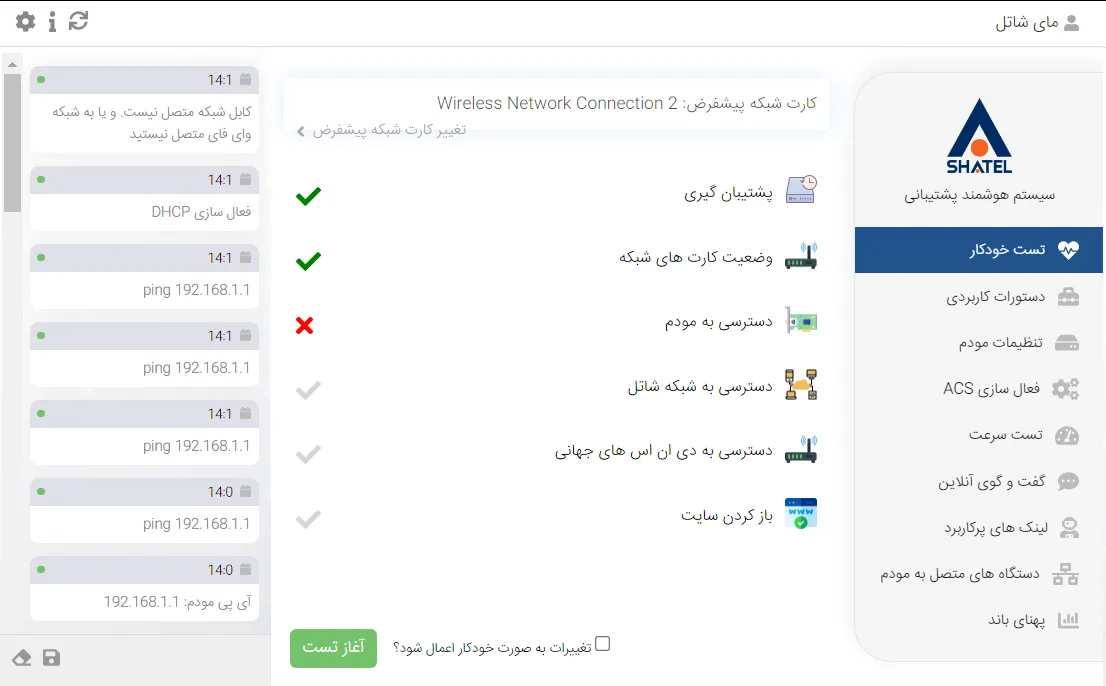 مای شاتل
SHATEL
سیستم هوشمند پشتیبانی
تست خودکار
دستورات کاربردی
تنظیمات مودم
فعال سازی ACS
تست سرعت
گفت و گوی آنلاین
لینک های پرکاربرد
دستگاه های متصل به مودم
پهنای باند
کارت شبکه پیشفرض: Wireless Network Connection 2
تغییر کارت شبکه پیشفرض
پشتیبان گیری
وضعیت کارت های شبکه
دسترسی به مودم
دسترسی به شبکه شاتل
دسترسی به دی ان اس های جهانی
WWW
باز کردن سایت
تغییرات به صورت خودکار اعمال شود؟
آغاز تست
14:1
کابل شبکه متصل نیست. و یا به شبکه
وای فای متصل نیستید
14:1
فعال سازی DHCP
14:1
ping 192.168.1.1
14:1
ping 192.168.1.1
14:1
ping 192.168.1.1
14:0
ping 192.168.1.1
14:0
آی پی مودم: 192.168.1.1